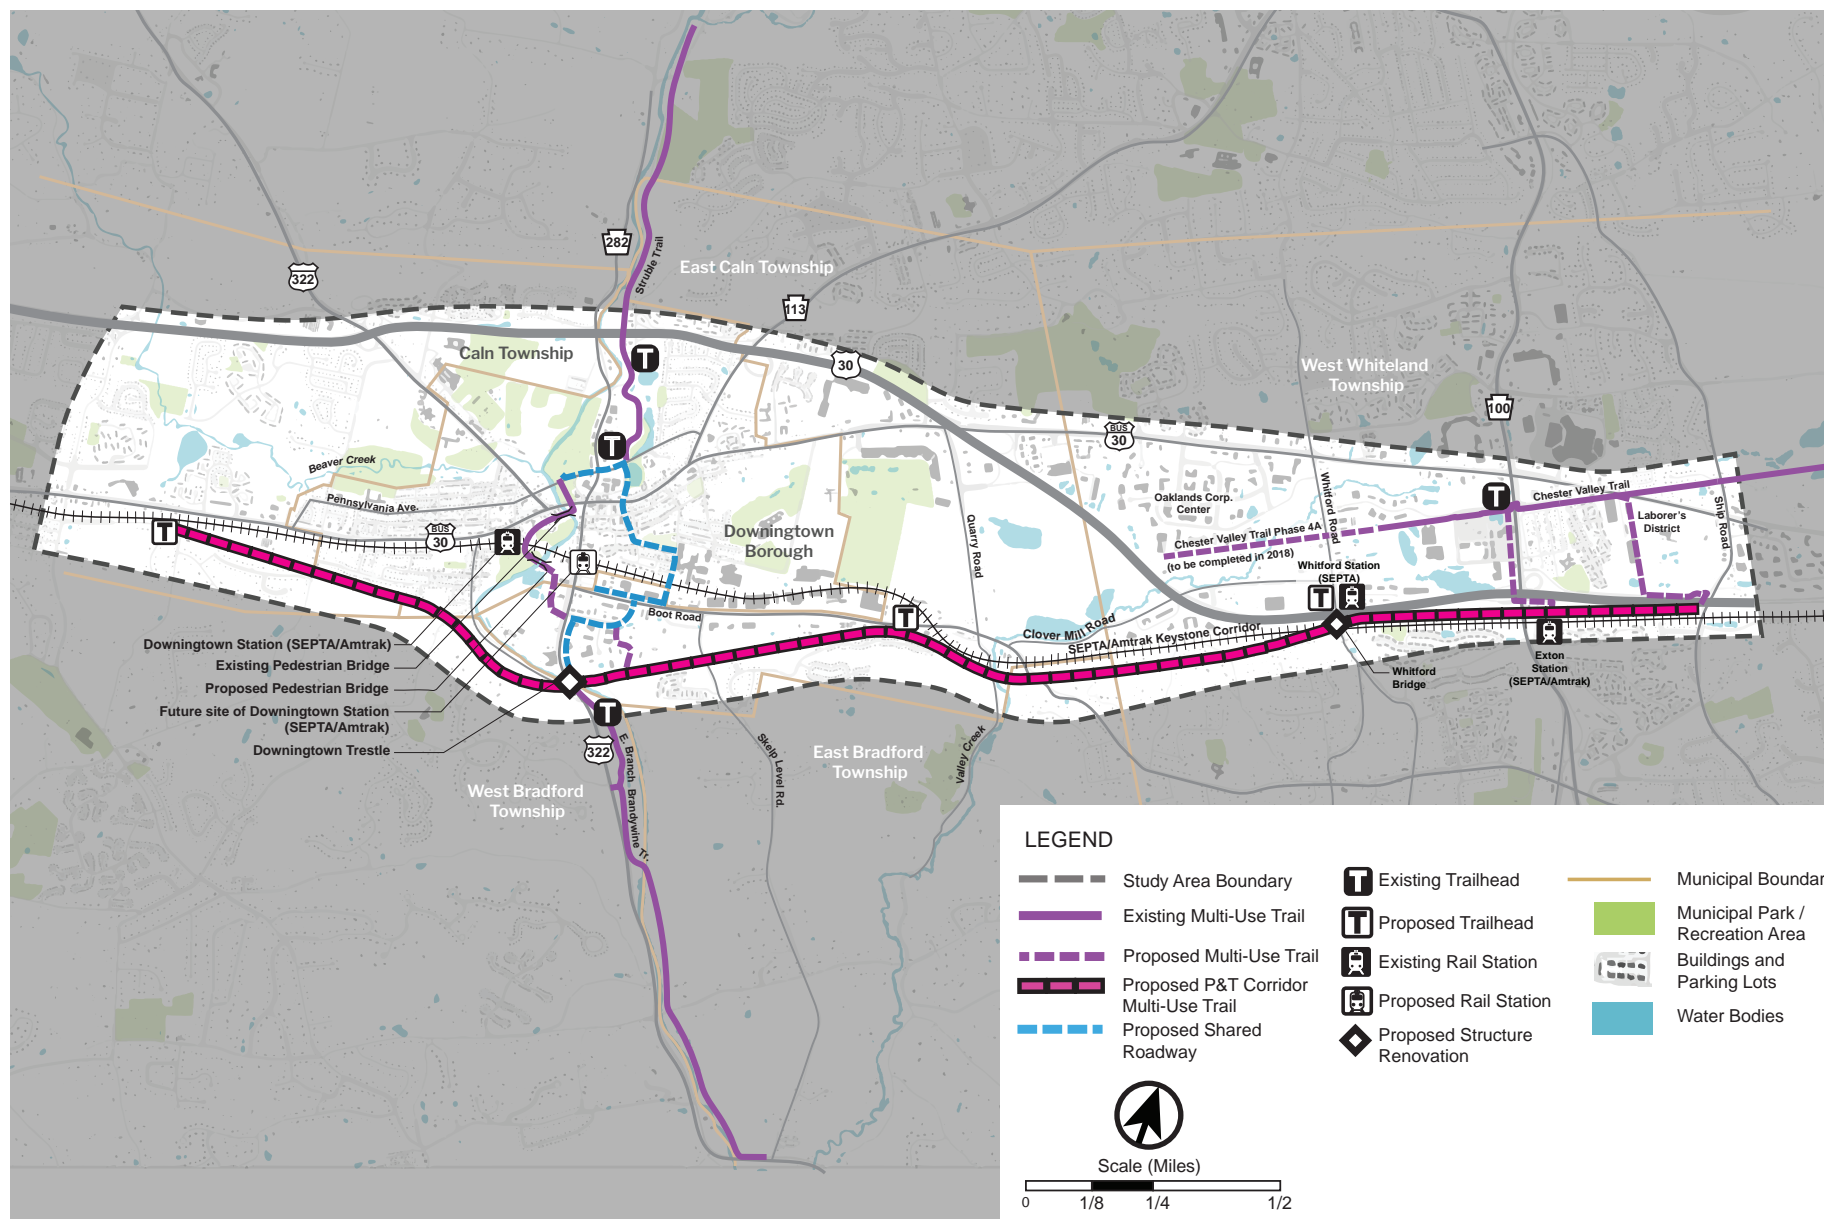 282
Struble Trail
East Caln Township
322
113
Caln Township
30
West Whiteland
Township
100
BUS
30
Beaver Creek
Pennsylvania Ave.
BUS
30
Downingtown
Borough
Quarry Road
Oaklands Corp.
Center
Whitford Road
Chester Valley Trail
Laborer's
District
Ship Road
Chester Valley Trail Phase 4A
(to be completed in 2018)
Whitford Station
(SEPTA)
Boot Road
Clover Mill Road
SEPTA/Amtrak Keystone Corridor
Downingtown Station (SEPTA/Amtrak)
Existing Pedestrian Bridge
Proposed Pedestrian Bridge
Future site of Downingtown Station
(SEPTA/Amtrak)
Downingtown Trestle
Exton
Station
(SEPTA/Amtrak)
Whitford
Bridge
322
E. Branch Brandywine Tr.
Skelp Level Rd.
East Bradford
Township
Valley Creek
West Bradford
Township
LEGEND
Study Area Boundary
Existing Multi-Use Trail
Proposed Multi-Use Trail
Proposed P&T Corridor
Multi-Use Trail
Proposed Shared
Roadway
T Existing Trailhead
T Proposed Trailhead
Existing Rail Station
Proposed Rail Station
Proposed Structure
Renovation
Municipal Boundar
Municipal Park /
Recreation Area
Buildings and
Parking Lots
Water Bodies
Scale (Miles)
0 1/8 1/4 1/2
T
T
T
T
T
T
T